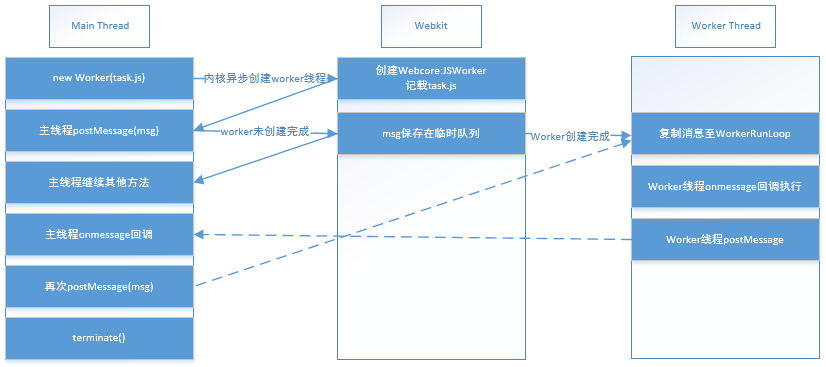 Main Thread
Webkit
Worker Thread
new Worker(task.js)
内核异步创建worker线程
创建Webcore:JSWorker
记载task.js
主线程postMessage(msg)
worker未创建完成
msg保存在临时队列
Worker创建完成
复制消息至WorkerRunLoop
主线程继续其他方法
Worker线程onmessage回调执行
主线程onmessage回调
Worker线程postMessage
再次postMessage(msg)
terminate()